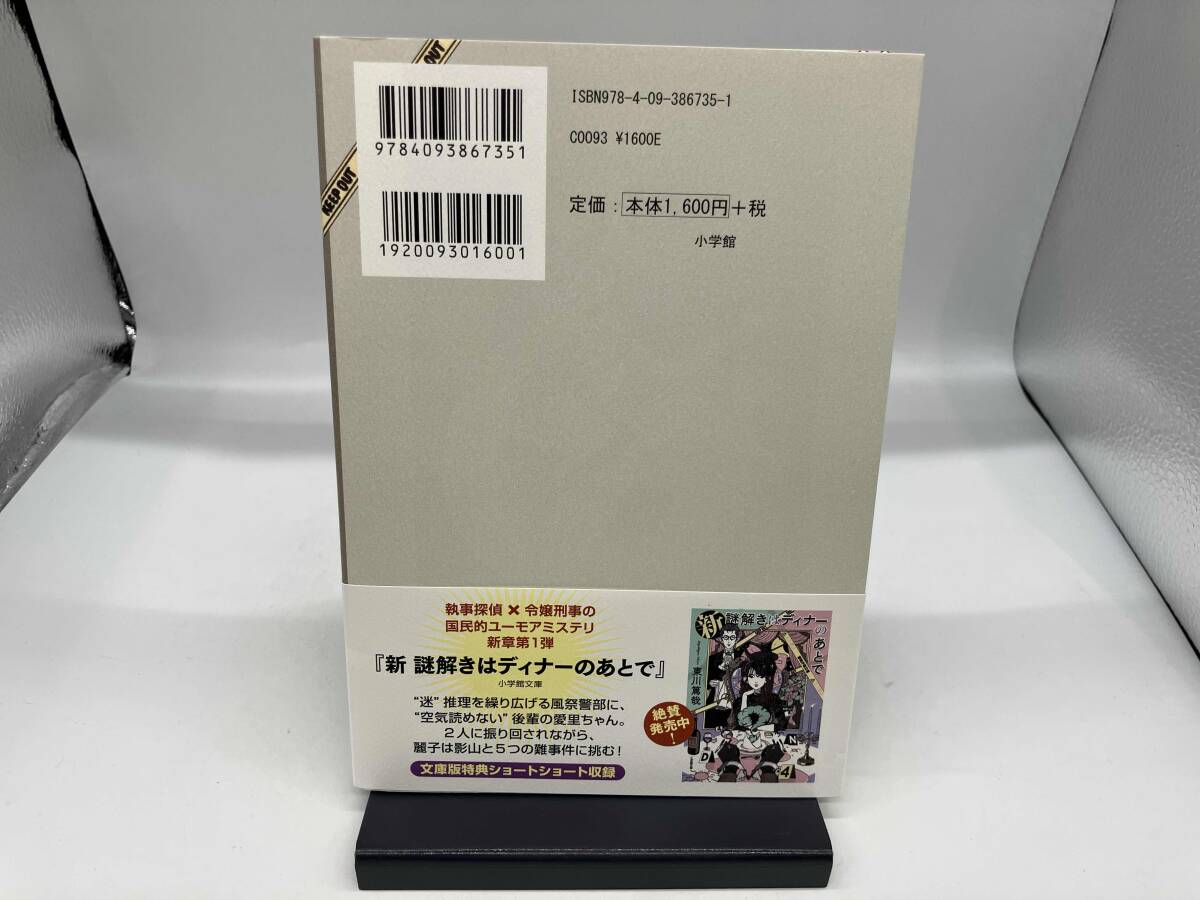 KEEP OUT
ISBN978-4-09-386735-1
9784093867351
C0093 ¥1600E
KEEP OUT
定価:本体1,600円+税
小学館
1920093016001
執事探偵×令嬢刑事の
国民的ユーモアミステリ
新章第1弾
『新 謎解きはディナーのあとで』
小学館文庫
“迷”推理を繰り広げる風祭警部に、
“空気読めない”後輩の愛里ちゃん。
2人に振り回されながら、
麗子は影山と5つの難事件に挑む!
文庫版特典ショートショート収録
絶賛
発売中
!
新 謎解きはディナーの
あとで
東川篤哉
N
D
4